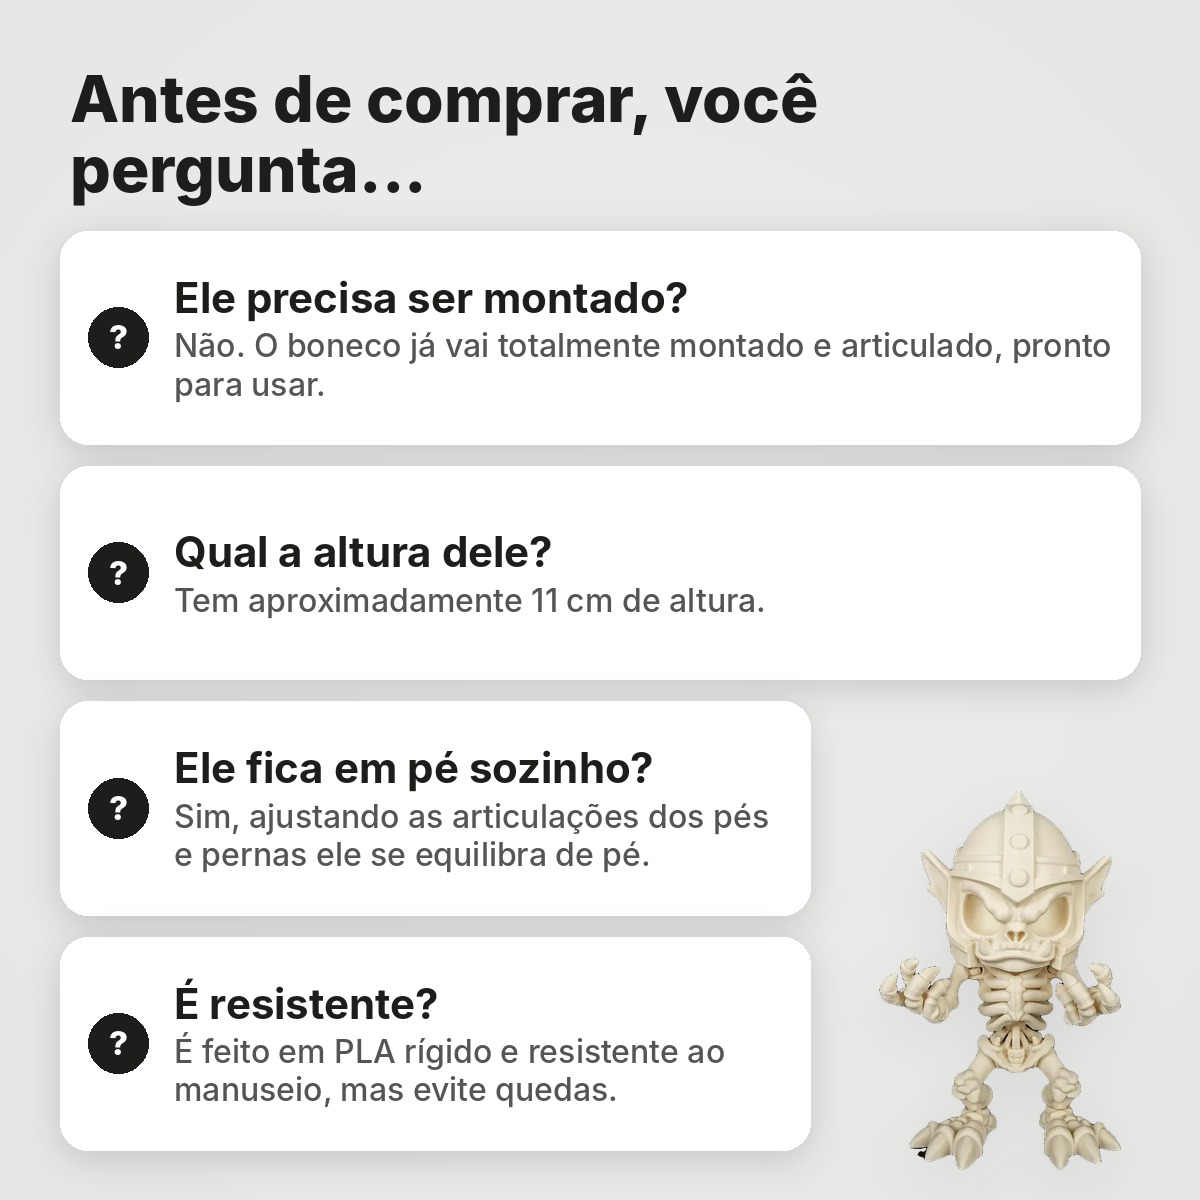 Antes de comprar, você
pergunta...
?
Ele precisa ser montado?
Não. O boneco já vai totalmente montado e articulado, pronto
para usar.
?
Qual a altura dele?
Tem aproximadamente 11 cm de altura.
?
Ele fica em pé sozinho?
Sim, ajustando as articulações dos pés
e pernas ele se equilibra de pé.
?
É resistente?
É feito em PLA rígido e resistente ao
manuseio, mas evite quedas.